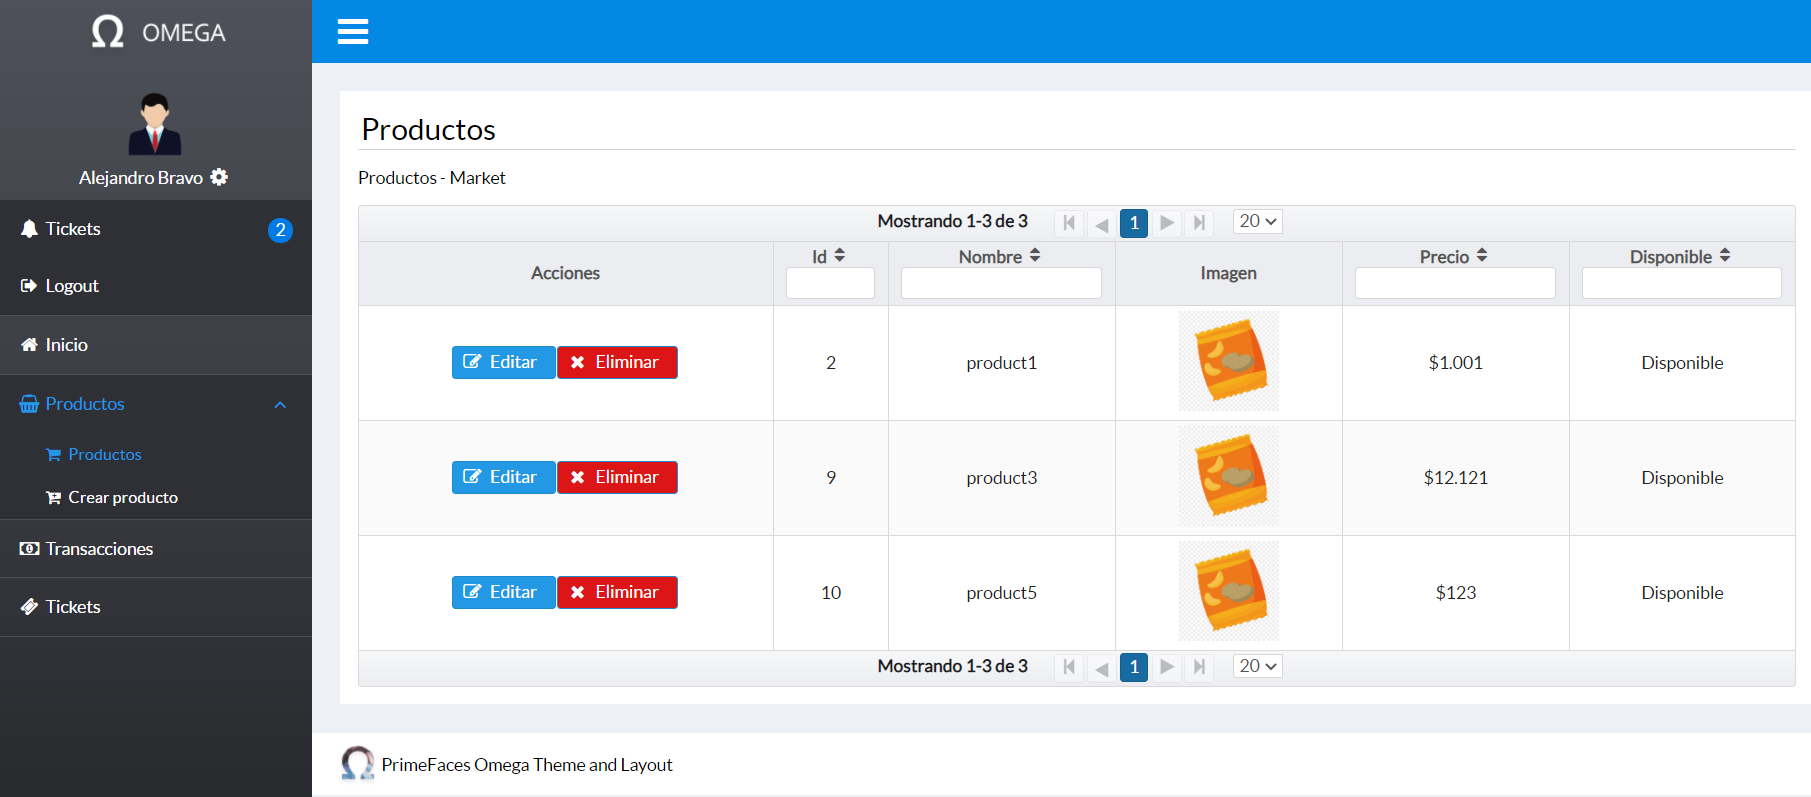 Ω OMEGA
Alejandro Bravo
Tickets 2
Logout
Inicio
Productos
Productos
Crear producto
Transacciones
Tickets
Productos
Productos - Market
Mostrando 1-3 de 3 1 20
Acciones Id Nombre Imagen Precio Disponible
Editar Eliminar 2 product1 $1.001 Disponible
Editar Eliminar 9 product3 $12.121 Disponible
Editar Eliminar 10 product5 $123 Disponible
Mostrando 1-3 de 3 1 20
Ω PrimeFaces Omega Theme and Layout